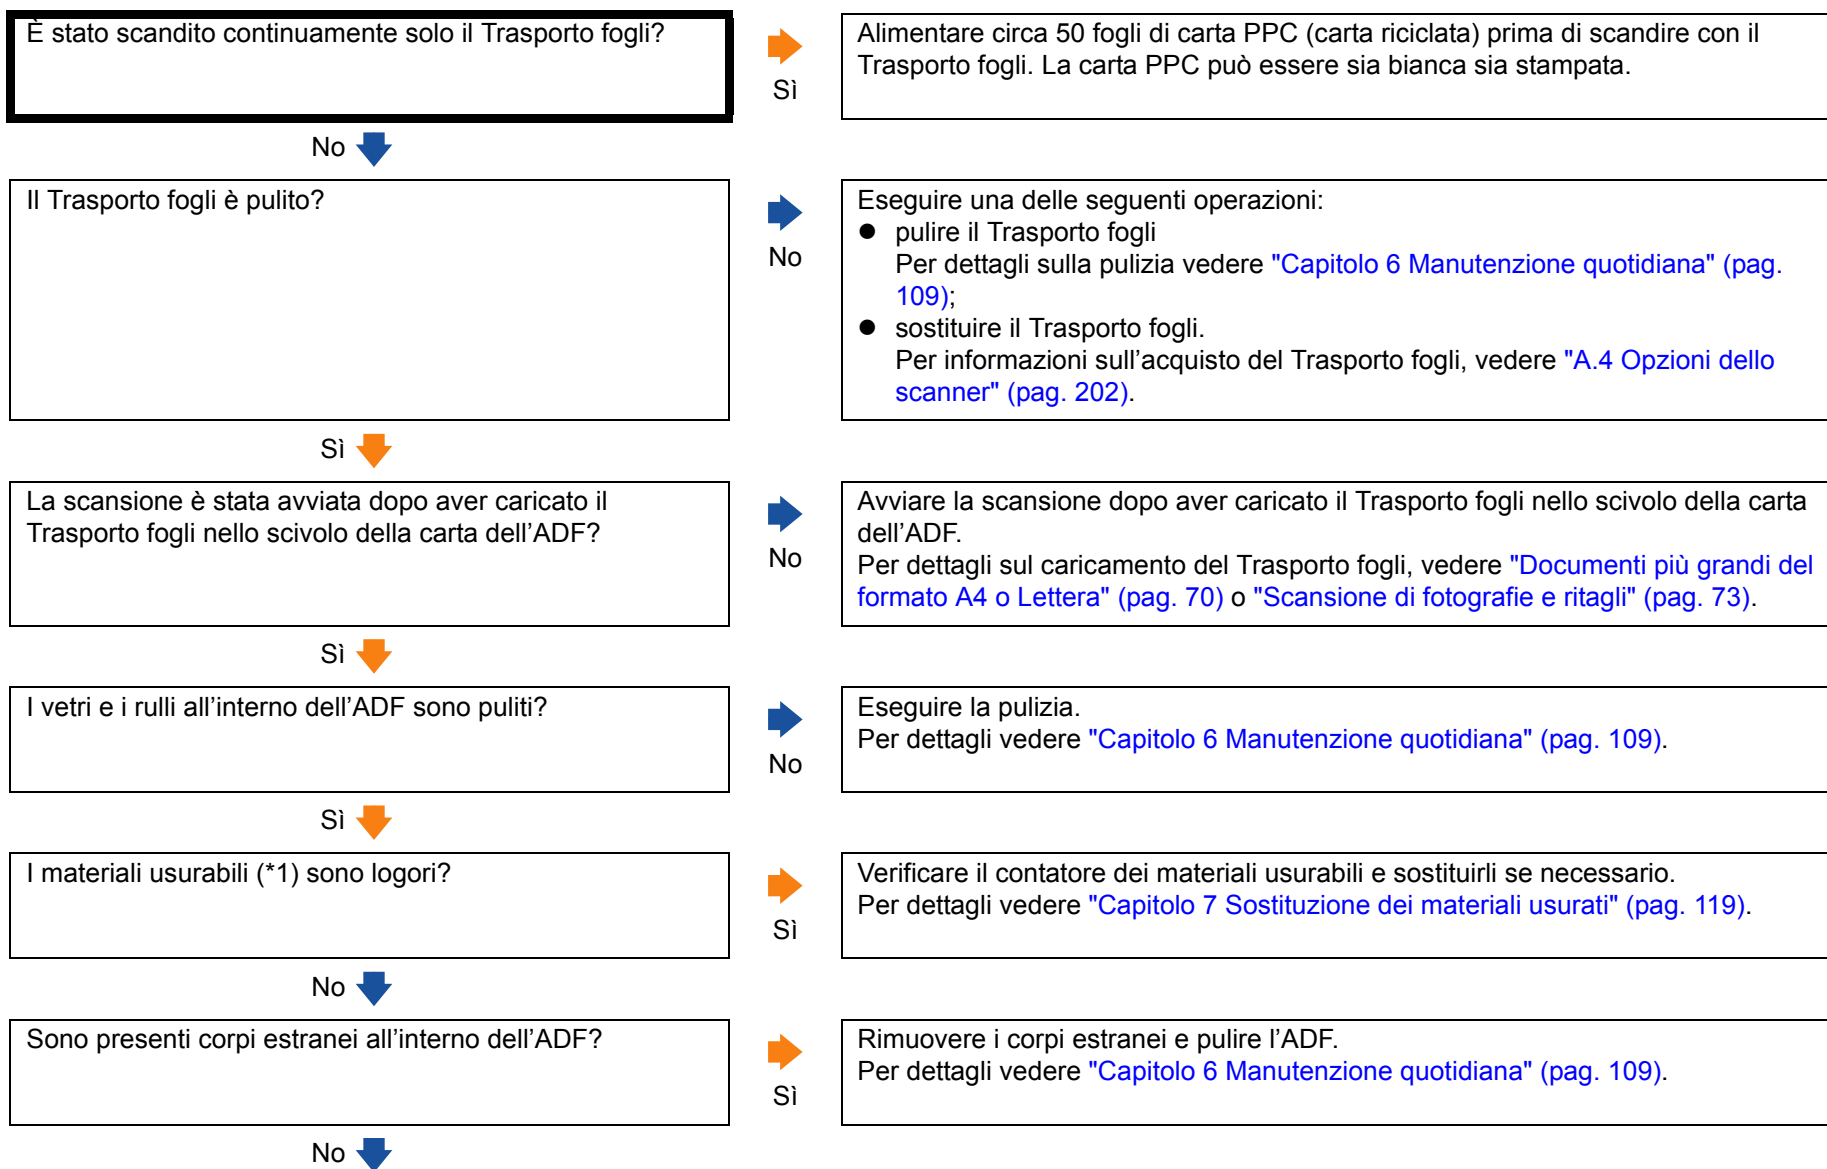 È stato scandito continuamente solo il Trasporto fogli?
Sì
Alimentare circa 50 fogli di carta PPC (carta riciclata) prima di scandire con il
Trasporto fogli. La carta PPC può essere sia bianca sia stampata.
No
Il Trasporto fogli è pulito?
No
Eseguire una delle seguenti operazioni:
● pulire il Trasporto fogli
Per dettagli sulla pulizia vedere "Capitolo 6 Manutenzione quotidiana" (pag.
109);
● sostituire il Trasporto fogli.
Per informazioni sull’acquisto del Trasporto fogli, vedere "A.4 Opzioni dello
scanner" (pag. 202).
Sì
La scansione è stata avviata dopo aver caricato il
Trasporto fogli nello scivolo della carta dell’ADF?
No
Avviare la scansione dopo aver caricato il Trasporto fogli nello scivolo della carta
dell’ADF.
Per dettagli sul caricamento del Trasporto fogli, vedere "Documenti più grandi del
formato A4 o Lettera" (pag. 70) o "Scansione di fotografie e ritagli" (pag. 73).
Sì
I vetri e i rulli all’interno dell’ADF sono puliti?
No
Eseguire la pulizia.
Per dettagli vedere "Capitolo 6 Manutenzione quotidiana" (pag. 109).
Sì
I materiali usurabili (*1) sono logori?
Sì
Verificare il contatore dei materiali usurabili e sostituirli se necessario.
Per dettagli vedere "Capitolo 7 Sostituzione dei materiali usurati" (pag. 119).
No
Sono presenti corpi estranei all’interno dell’ADF?
Sì
Rimuovere i corpi estranei e pulire l’ADF.
Per dettagli vedere "Capitolo 6 Manutenzione quotidiana" (pag. 109).
No